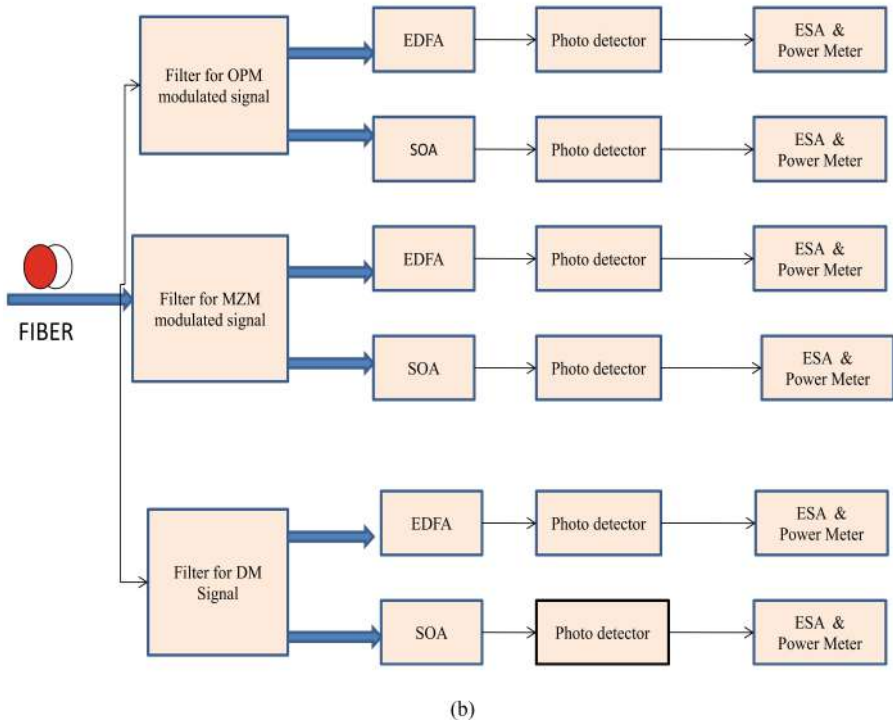 EDFA
Photo detector
ESA & 
Power Meter
Filter for OPM
modulated signal
SOA
Photo detector
ESA &
Power Meter
EDFA
Photo detector
ESA &
Power Meter
Filter for MZM
modulated signal
FIBER
SOA
Photo detector
ESA &
Power Meter
EDFA
Photo detector
ESA &
Power Meter
Filter for DM
Signal
SOA
Photo detector
ESA &
Power Meter
(b)